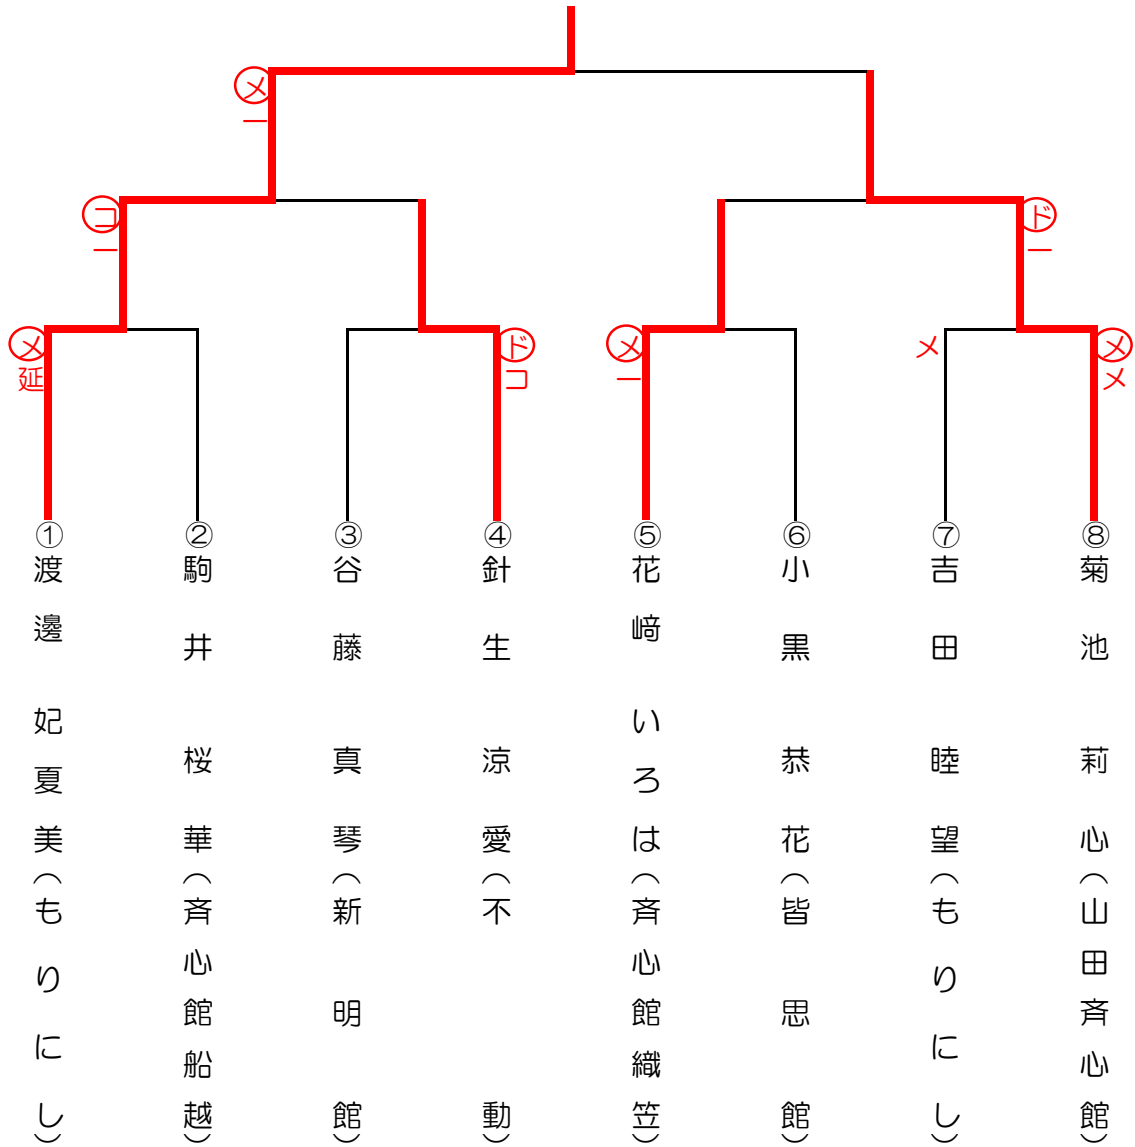 メ
一
コ
一
ド
一
メ
延
ド
コ
メ
一
メ
メ
メ
①渡邊 妃夏美(もりにし)
②駒井 桜華(斉心館船越)
③谷藤 真琴(新明館)
④針生 涼愛(不動)
⑤花﨑 いろは(斉心館織笠)
⑥小黒 恭花(皆思館)
⑦吉田 睦望(もりにし)
⑧菊池 莉心(山田斉心館)